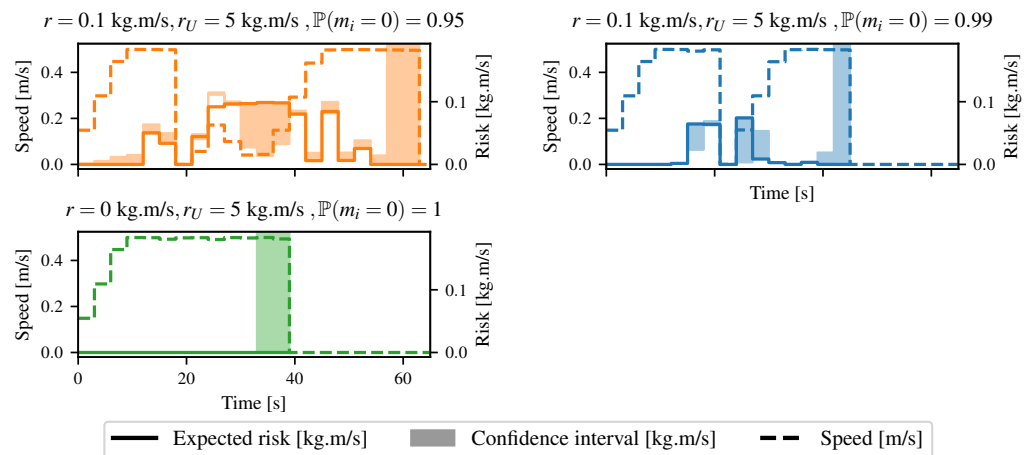 r = 0.1 kg.m/s, r_U = 5 kg.m/s , ℙ(m_i = 0) = 0.95
r = 0.1 kg.m/s, r_U = 5 kg.m/s , ℙ(m_i = 0) = 0.99
Speed [m/s]
0.4
0.2
0.0
0.1
0.0
Risk [kg.m/s]
Speed [m/s]
0.4
0.2
0.0
0.1
0.0
Risk [kg.m/s]
Time [s]
r = 0 kg.m/s, r_U = 5 kg.m/s , ℙ(m_i = 0) = 1
Speed [m/s]
0.4
0.2
0.0
0.1
0.0
Risk [kg.m/s]
0 20 40 60
Time [s]
Expected risk [kg.m/s] Confidence interval [kg.m/s] Speed [m/s]